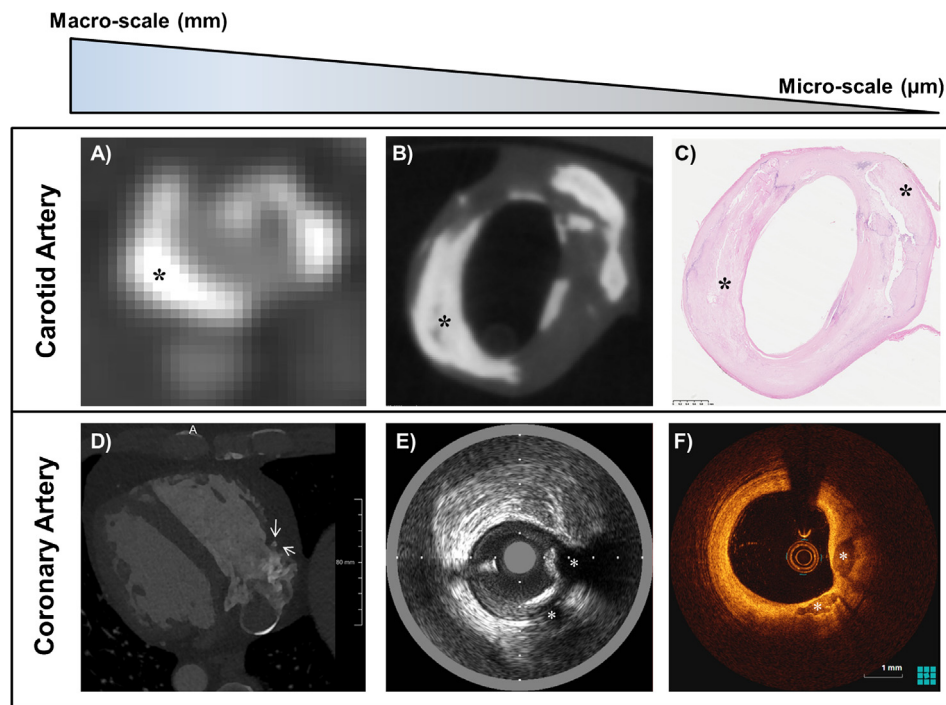 Macro-scale (mm)
Micro-scale (µm)
Carotid Artery
A)
*
B)
*
C)
*
*
Coronary Artery
D)
A
80 mm
E)
*
*
F)
*
*
1 mm